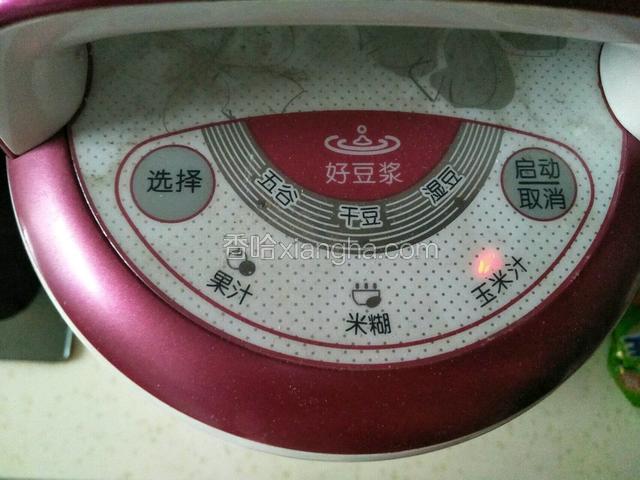 选择
好豆浆
启动
取消
五谷
干豆
湿豆
香哈xiangha.com
果汁
米糊
玉米汁